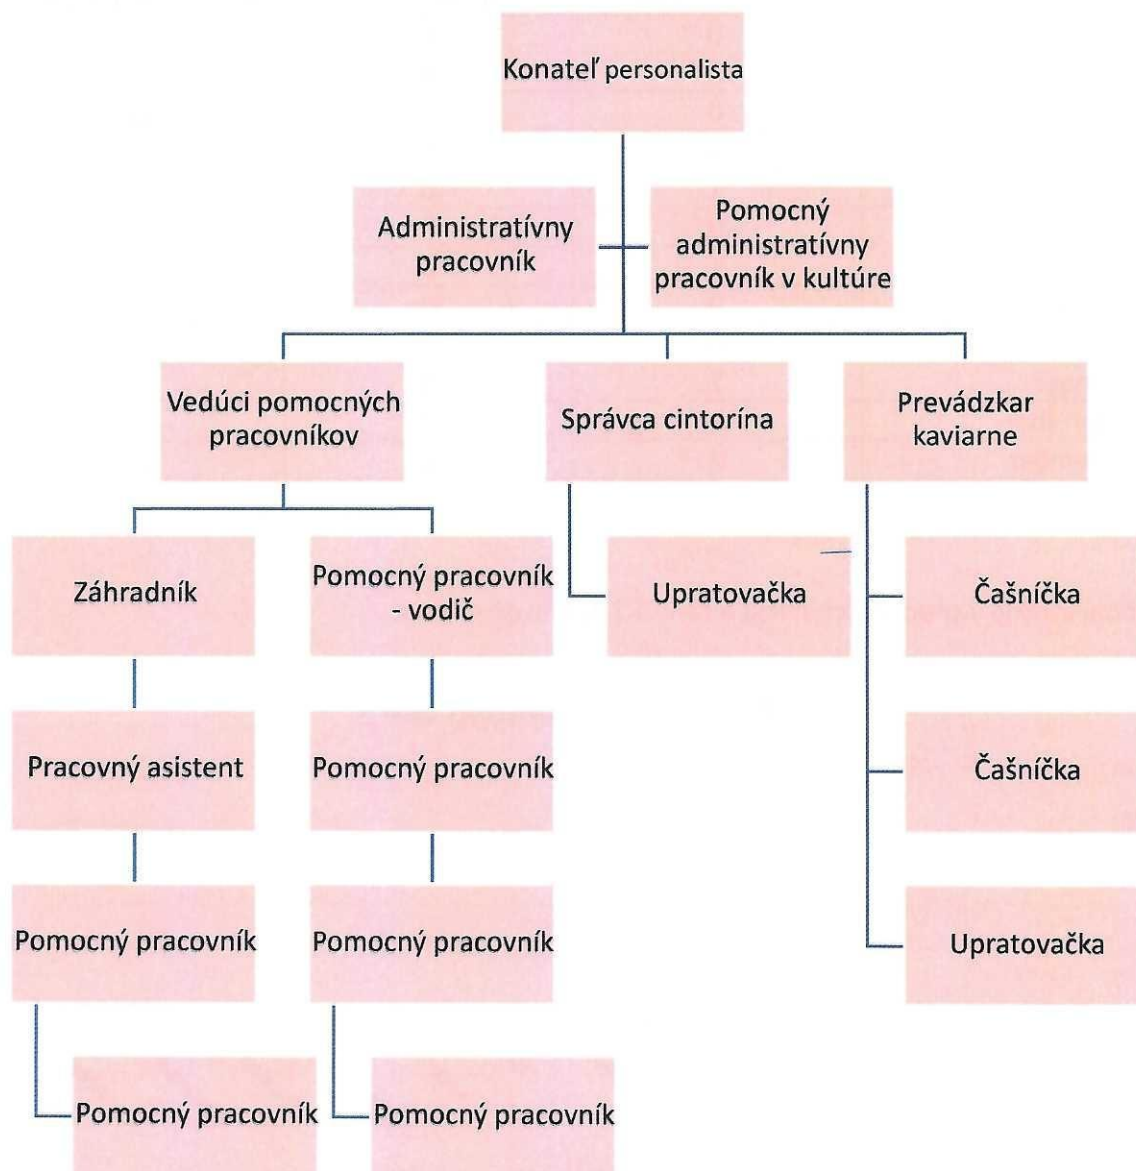 Konateľ personalista
Administratívny
pracovník
Pomocný
administratívny
pracovník v kultúre
Vedúci pomocných
pracovníkov
Správca cintorína
Prevádzkar
kaviarne
Záhradník
Pomocný pracovník
- vodič
Upratovačka
Čašníčka
Pracovný asistent
Pomocný pracovník
Čašníčka
Pomocný pracovník
Pomocný pracovník
Upratovačka
Pomocný pracovník
Pomocný pracovník